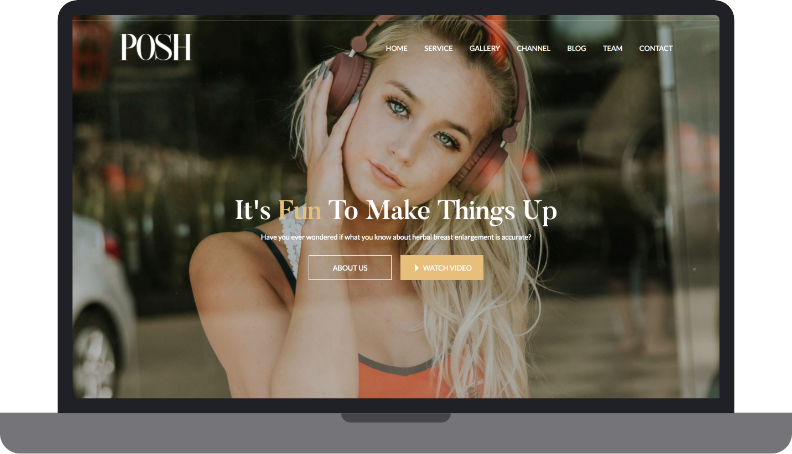 POSH
HOME SERVICE GALLERY CHANNEL BLOG TEAM CONTACT
It's Fun To Make Things Up
Have you ever wondered if what you know about herbal breast enlargement is accurate?
ABOUT US WATCH VIDEO